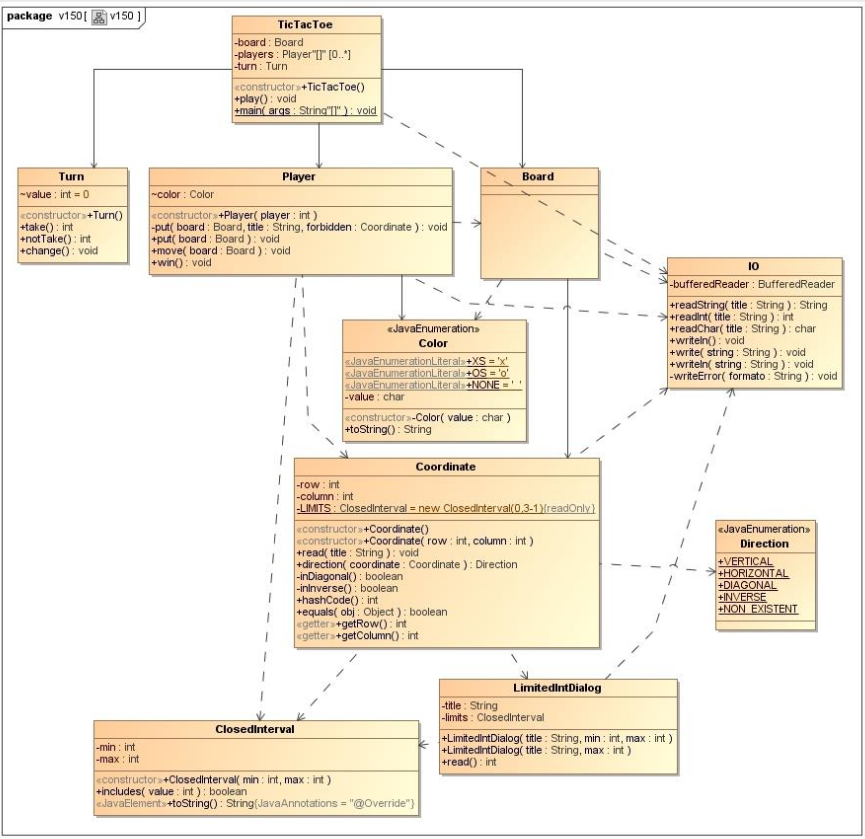 package v150 [ v150 ]
TicTacToe
-board : Board
-players : Player"[]" [0..*]
-turn : Turn
«constructor»+TicTacToe()
+play() : void
+main( args : String"[]" ) : void
Turn
~value : int = 0
«constructor»+Turn()
+take() : int
+notTake() : int
+change() : void
Player
~color : Color
«constructor»+Player( player : int )
-put( board : Board, title : String, forbidden : Coordinate ) : void
+put( board : Board ) : void
+move( board : Board ) : void
+win() : void
Board
IO
-bufferedReader : BufferedReader
+readString( title : String ) : String
+readInt( title : String ) : int
+readChar( title : String ) : char
+writeln() : void
+write( string : String ) : void
+writeln( string : String ) : void
-writeError( formato : String ) : void
«JavaEnumeration»
Color
«JavaEnumerationLiteral»+XS = 'x'
«JavaEnumerationLiteral»+OS = 'o'
«JavaEnumerationLiteral»+NONE = '_'
-value : char
«constructor»-Color( value : char )
+toString() : String
Coordinate
-row : int
-column : int
-LIMITS : ClosedInterval = new ClosedInterval(0,3-1){readOnly}
«constructor»+Coordinate()
«constructor»+Coordinate( row : int, column : int )
+read( title : String ) : void
+direction( coordinate : Coordinate ) : Direction
-inDiagonal() : boolean
-inInverse() : boolean
+hashCode() : int
+equals( obj : Object ) : boolean
«getter»+getRow() : int
«getter»+getColumn() : int
«JavaEnumeration»
Direction
+VERTICAL
+HORIZONTAL
+DIAGONAL
+INVERSE
+NON_EXISTENT
LimitedIntDialog
-title : String
-limits : ClosedInterval
+LimitedIntDialog( title : String, min : int, max : int )
+LimitedIntDialog( title : String, max : int )
+read() : int
ClosedInterval
-min : int
-max : int
«constructor»+ClosedInterval( min : int, max : int )
+includes( value : int ) : boolean
«JavaElement»+toString() : String{JavaAnnotations = "@Override"}